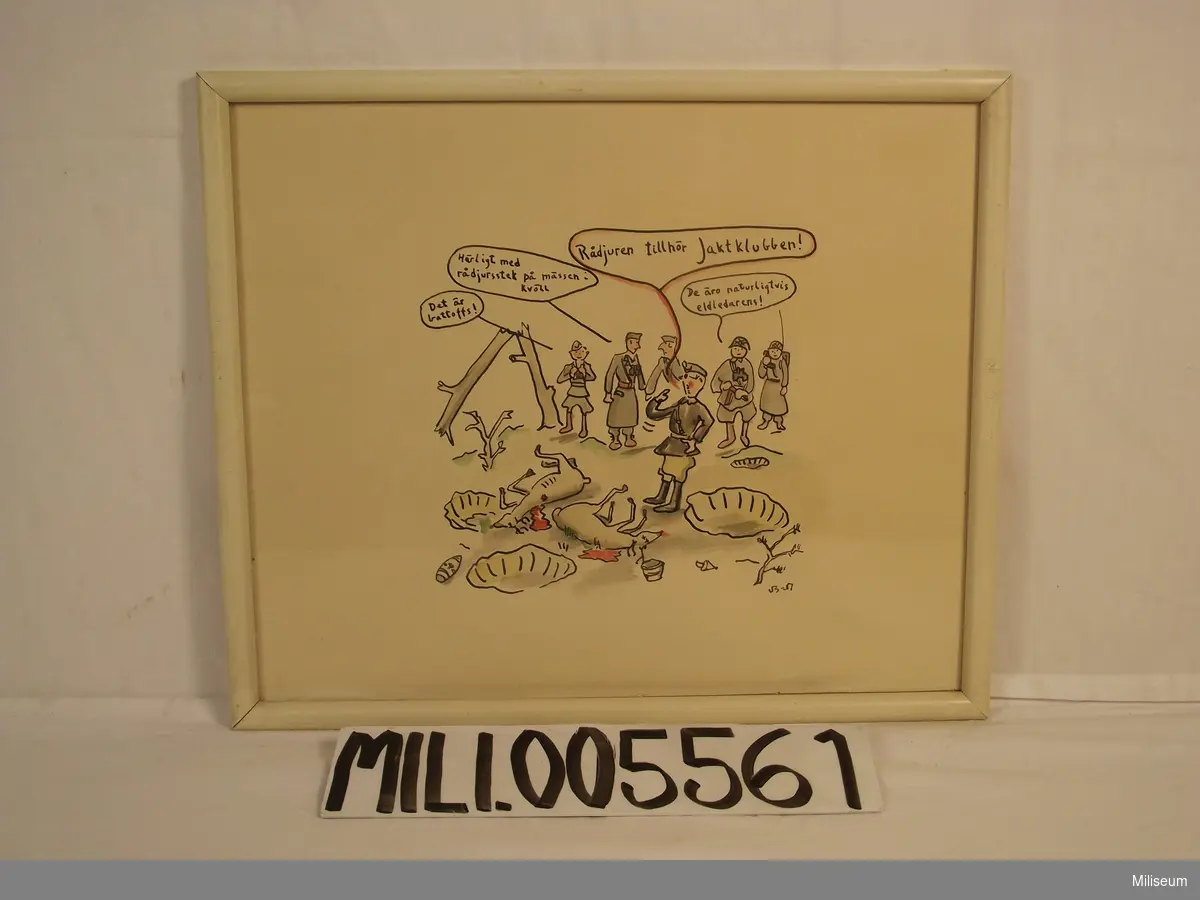 Rådjuren tillhör Jaktklubben!
Härligt med
rådjursstek på mässen i
kväll
Det är
battoffs!
De äro naturligtvis
eldledarens!
MILI.005561
Miliseum